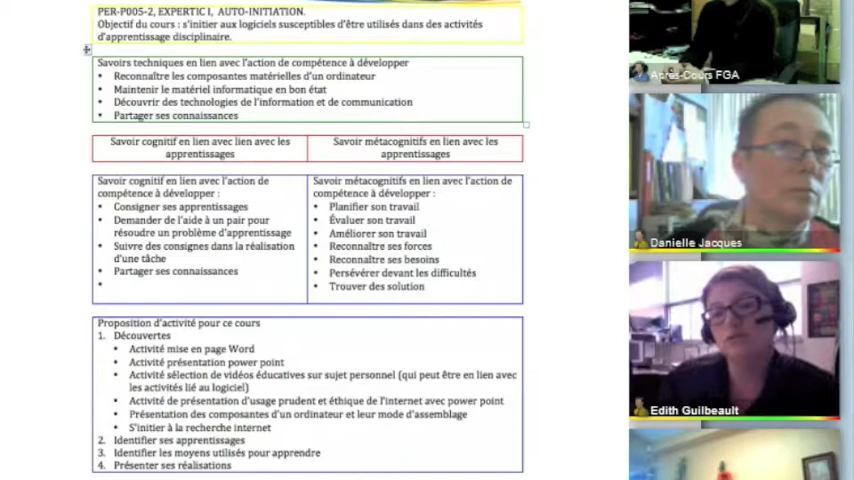 PER-P005-2, EXPERTIC I, AUTO-INITIATION.
Objectif du cours : s'initier aux logiciels susceptibles d'être utilisés dans des activités
d'apprentissage disciplinaire.
Savoirs techniques en lien avec l'action de compétence à développer
• Reconnaître les composantes matérielles d'un ordinateur
• Maintenir le matériel informatique en bon état
• Découvrir des technologies de l'information et de communication
• Partager ses connaissances
Savoir cognitif en lien avec lien avec les
apprentissages
Savoir métacognitifs en lien avec les
apprentissages
Savoir cognitif en lien avec l'action de
compétence à développer :
• Consigner ses apprentissages
• Demander de l'aide à un pair pour
résoudre un problème d'apprentissage
• Suivre des consignes dans la réalisation
d'une tâche
• Partager ses connaissances
•
Savoir métacognitifs en lien avec l'action de
compétence à développer :
• Planifier son travail
• Évaluer son travail
• Améliorer son travail
• Reconnaître ses forces
• Reconnaître ses besoins
• Persévérer devant les difficultés
• Trouver des solution
Proposition d'activité pour ce cours
1. Découvertes
• Activité mise en page Word
• Activité présentation power point
• Activité sélection de vidéos éducatives sur sujet personnel (qui peut être en lien avec
les activités lié au logiciel)
• Activité de présentation d'usage prudent et éthique de l'internet avec power point
• Présentation des composantes d'un ordinateur et leur mode d'assemblage
• S'initier à la recherche internet
2. Identifier ses apprentissages
3. Identifier les moyens utilisés pour apprendre
4. Présenter ses réalisations
Après-Cours FGA
Danielle Jacques
Edith Guilbeault